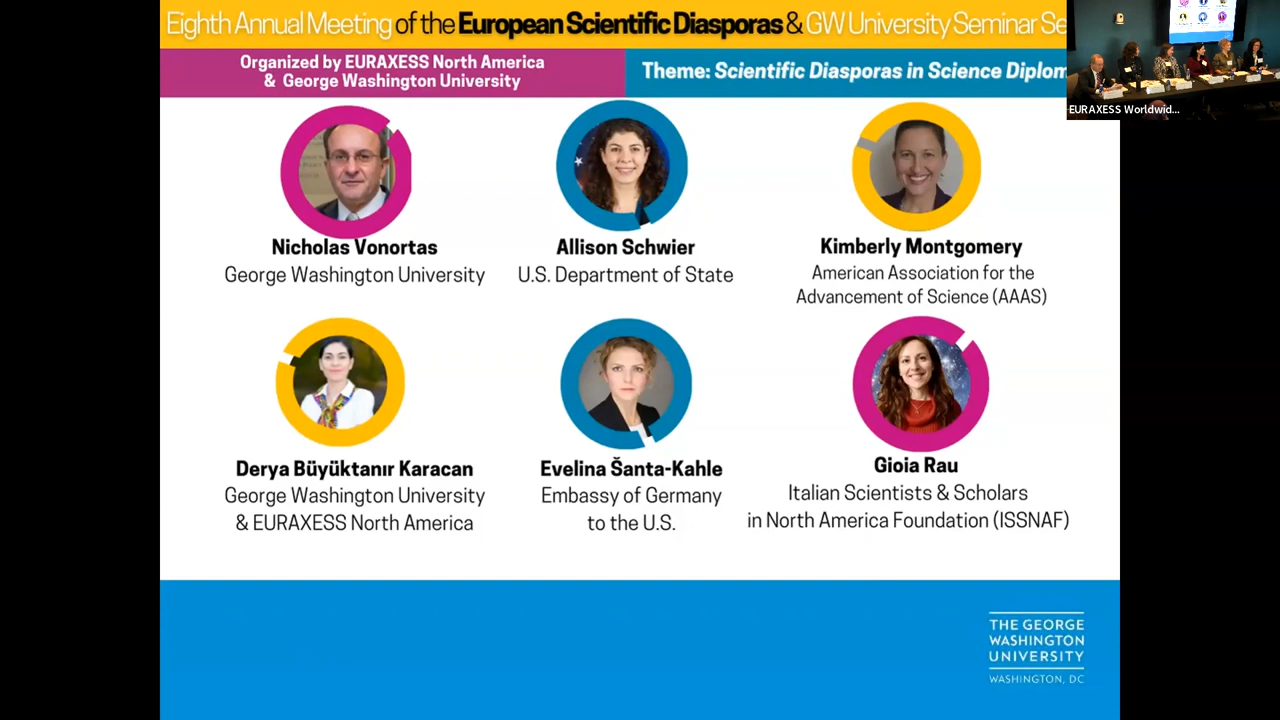 Eighth Annual Meeting of the European Scientific Diasporas & GW University Seminar Se
Organized by EURAXESS North America
& George Washington University
Theme: Scientific Diasporas in Science Diplom
EURAXESS Worldwid...
Nicholas Vonortas
George Washington University
Allison Schwier
U.S. Department of State
Kimberly Montgomery
American Association for the
Advancement of Science (AAAS)
Derya Büyüktanır Karacan
George Washington University
& EURAXESS North America
Evelina Šanta-Kahle
Embassy of Germany
to the U.S.
Gioia Rau
Italian Scientists & Scholars
in North America Foundation (ISSNAF)
THE GEORGE
WASHINGTON
UNIVERSITY
WASHINGTON, DC